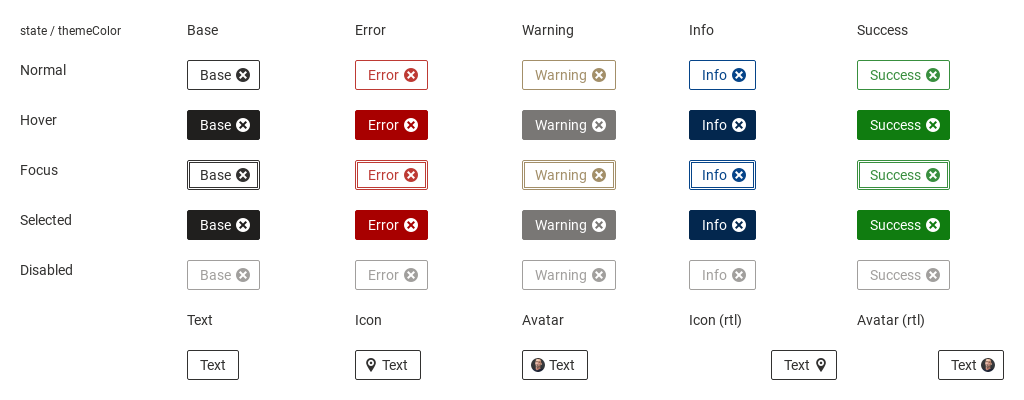 state / themeColor Base Error Warning Info Success
Normal Base Error Warning Info Success
Hover Base Error Warning Info Success
Focus Base Error Warning Info Success
Selected Base Error Warning Info Success
Disabled Base Error Warning Info Success
Text Icon Avatar Icon (rtl) Avatar (rtl)
Text Text Text Text Text